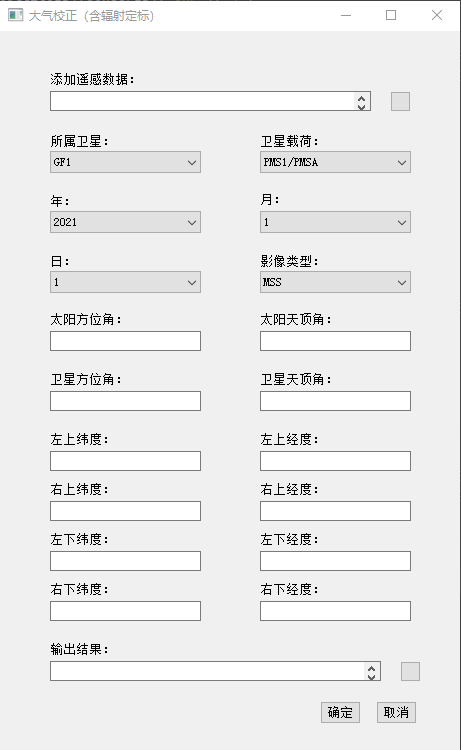 大气校正（含辐射定标）
添加遥感数据：
所属卫星： 卫星载荷：
GF1 PMS1/PMSA
年： 月：
2021 1
日： 影像类型：
1 MSS
太阳方位角： 太阳天顶角：
卫星方位角： 卫星天顶角：
左上纬度： 左上经度：
右上纬度： 右上经度：
左下纬度： 左下经度：
右下纬度： 右下经度：
输出结果：
确定 取消